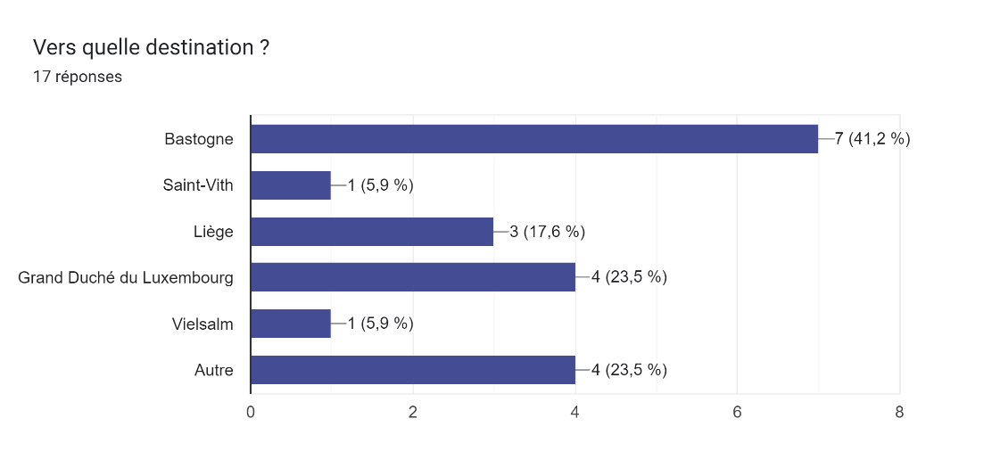 Vers quelle destination ?
17 réponses
Bastogne 7 (41,2 %)
Saint-Vith 1 (5,9 %)
Liège 3 (17,6 %)
Grand Duché du Luxembourg 4 (23,5 %)
Vielsalm 1 (5,9 %)
Autre 4 (23,5 %)
0 2 4 6 8